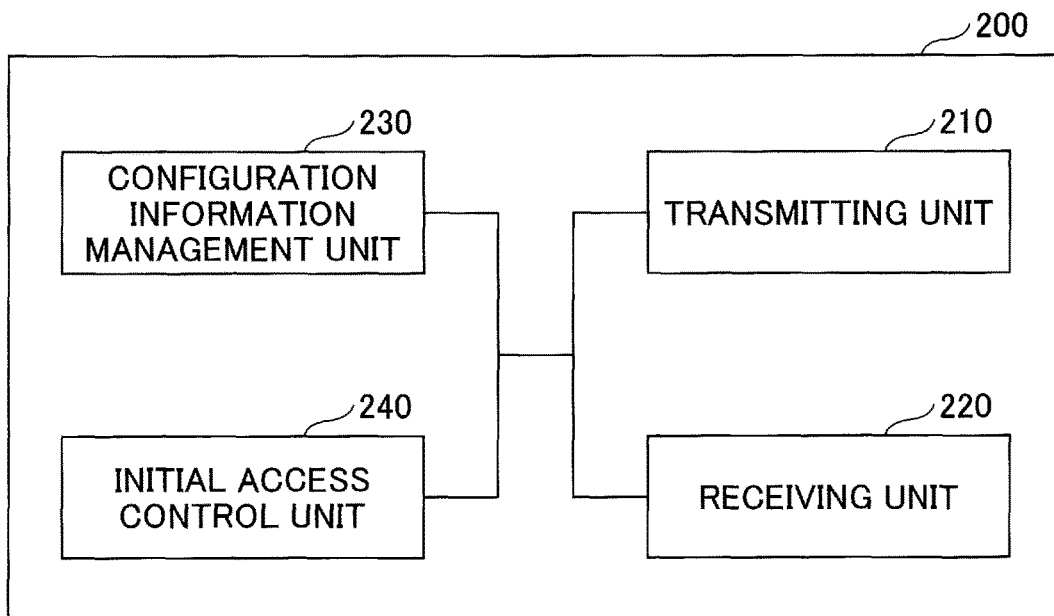 200
230
CONFIGURATION
INFORMATION
MANAGEMENT UNIT
210
TRANSMITTING UNIT
240
INITIAL ACCESS
CONTROL UNIT
220
RECEIVING UNIT